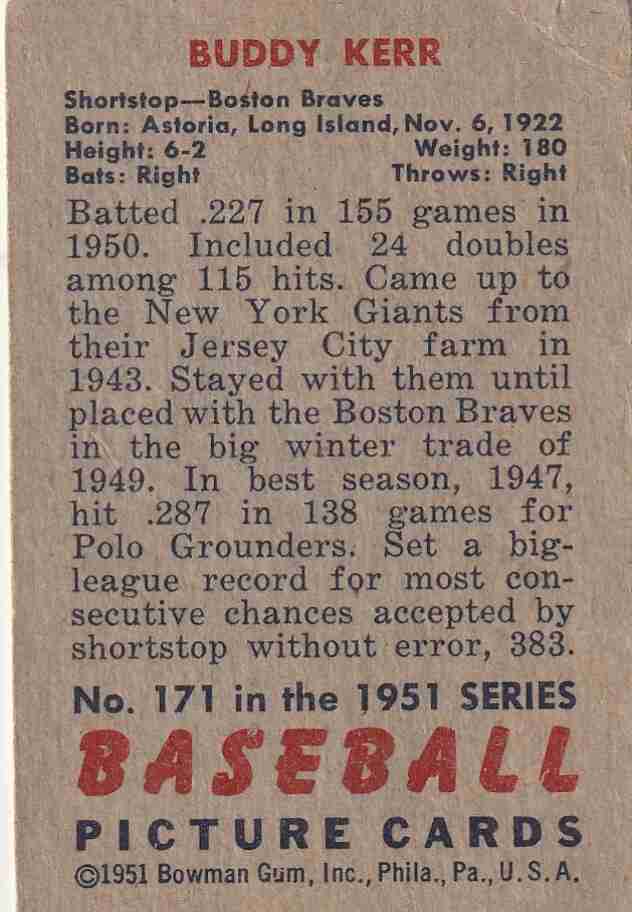 BUDDY KERR
Shortstop—Boston Braves
Born: Astoria, Long Island, Nov. 6, 1922
Height: 6-2 Weight: 180
Bats: Right Throws: Right
Batted .227 in 155 games in
1950. Included 24 doubles
among 115 hits. Came up to
the New York Giants from
their Jersey City farm in
1943. Stayed with them until
placed with the Boston Braves
in the big winter trade of
1949. In best season, 1947,
hit .287 in 138 games for
Polo Grounders. Set a big-
league record for most con-
secutive chances accepted by
shortstop without error, 383.
No. 171 in the 1951 SERIES
BASEBALL
PICTURE CARDS
©1951 Bowman Gum, Inc., Phila., Pa., U.S.A.